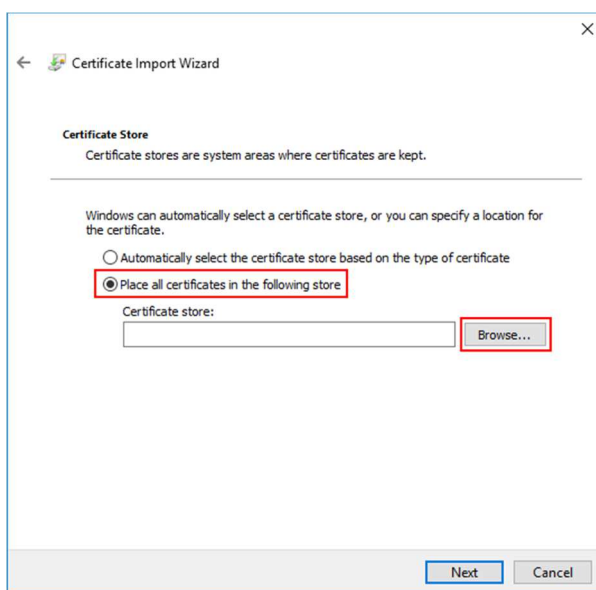 Certificate Import Wizard
Certificate Store
Certificate stores are system areas where certificates are kept.
Windows can automatically select a certificate store, or you can specify a location for
the certificate.
Automatically select the certificate store based on the type of certificate
Place all certificates in the following store
Certificate store:
Browse...
Next
Cancel